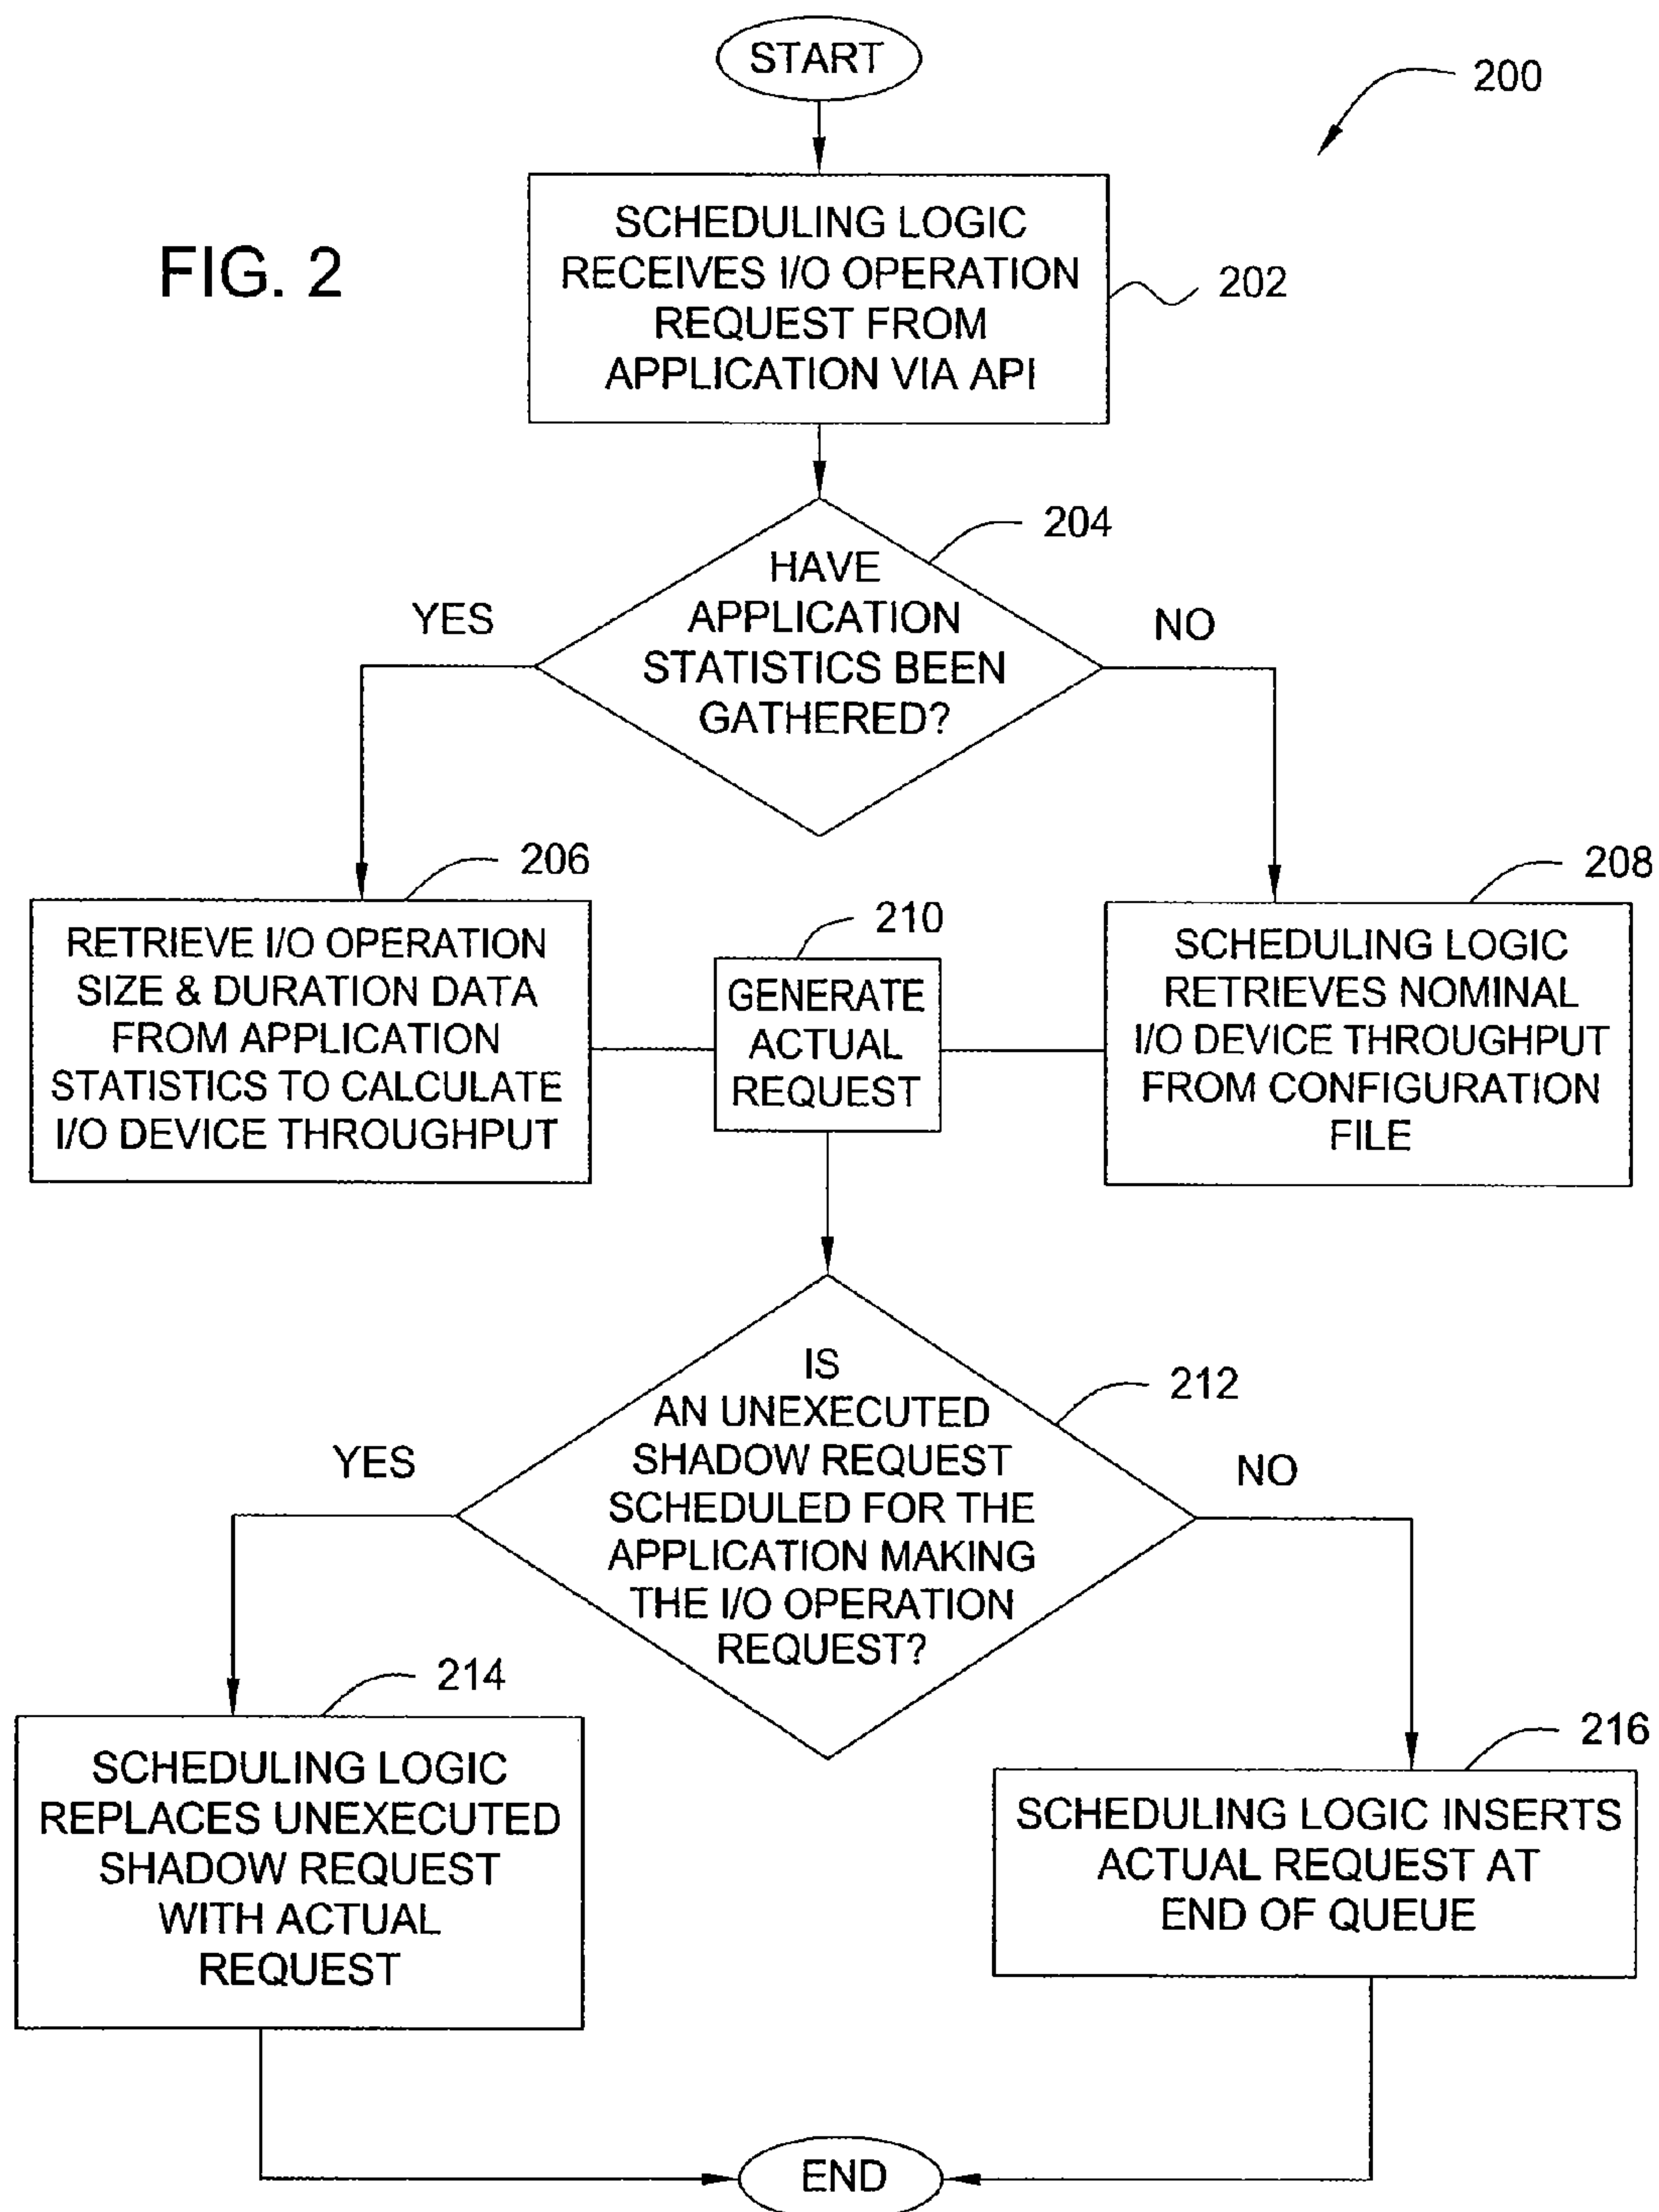 START
200
FIG. 2
SCHEDULING LOGIC
RECEIVES I/O OPERATION
REQUEST FROM
APPLICATION VIA API
202
204
HAVE
APPLICATION
STATISTICS BEEN
GATHERED?
YES
NO
206
RETRIEVE I/O OPERATION
SIZE & DURATION DATA
FROM APPLICATION
STATISTICS TO CALCULATE
I/O DEVICE THROUGHPUT
210
GENERATE
ACTUAL
REQUEST
208
SCHEDULING LOGIC
RETRIEVES NOMINAL
I/O DEVICE THROUGHPUT
FROM CONFIGURATION
FILE
212
IS
AN UNEXECUTED
SHADOW REQUEST
SCHEDULED FOR THE
APPLICATION MAKING
THE I/O OPERATION
REQUEST?
YES
NO
214
SCHEDULING LOGIC
REPLACES UNEXECUTED
SHADOW REQUEST
WITH ACTUAL
REQUEST
216
SCHEDULING LOGIC INSERTS
ACTUAL REQUEST AT
END OF QUEUE
END